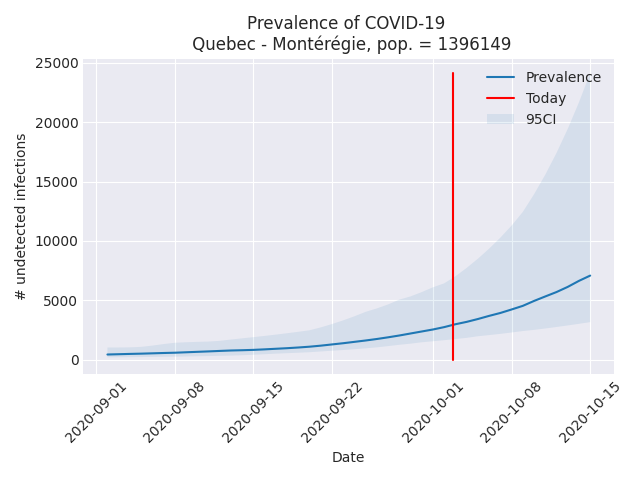 Prevalence of COVID-19
Quebec - Montérégie, pop. = 1396149
25000
20000
15000
10000
5000
0
# undetected infections
Prevalence
Today
95CI
2020-09-01
2020-09-08
2020-09-15
2020-09-22
2020-10-01
2020-10-08
2020-10-15
Date